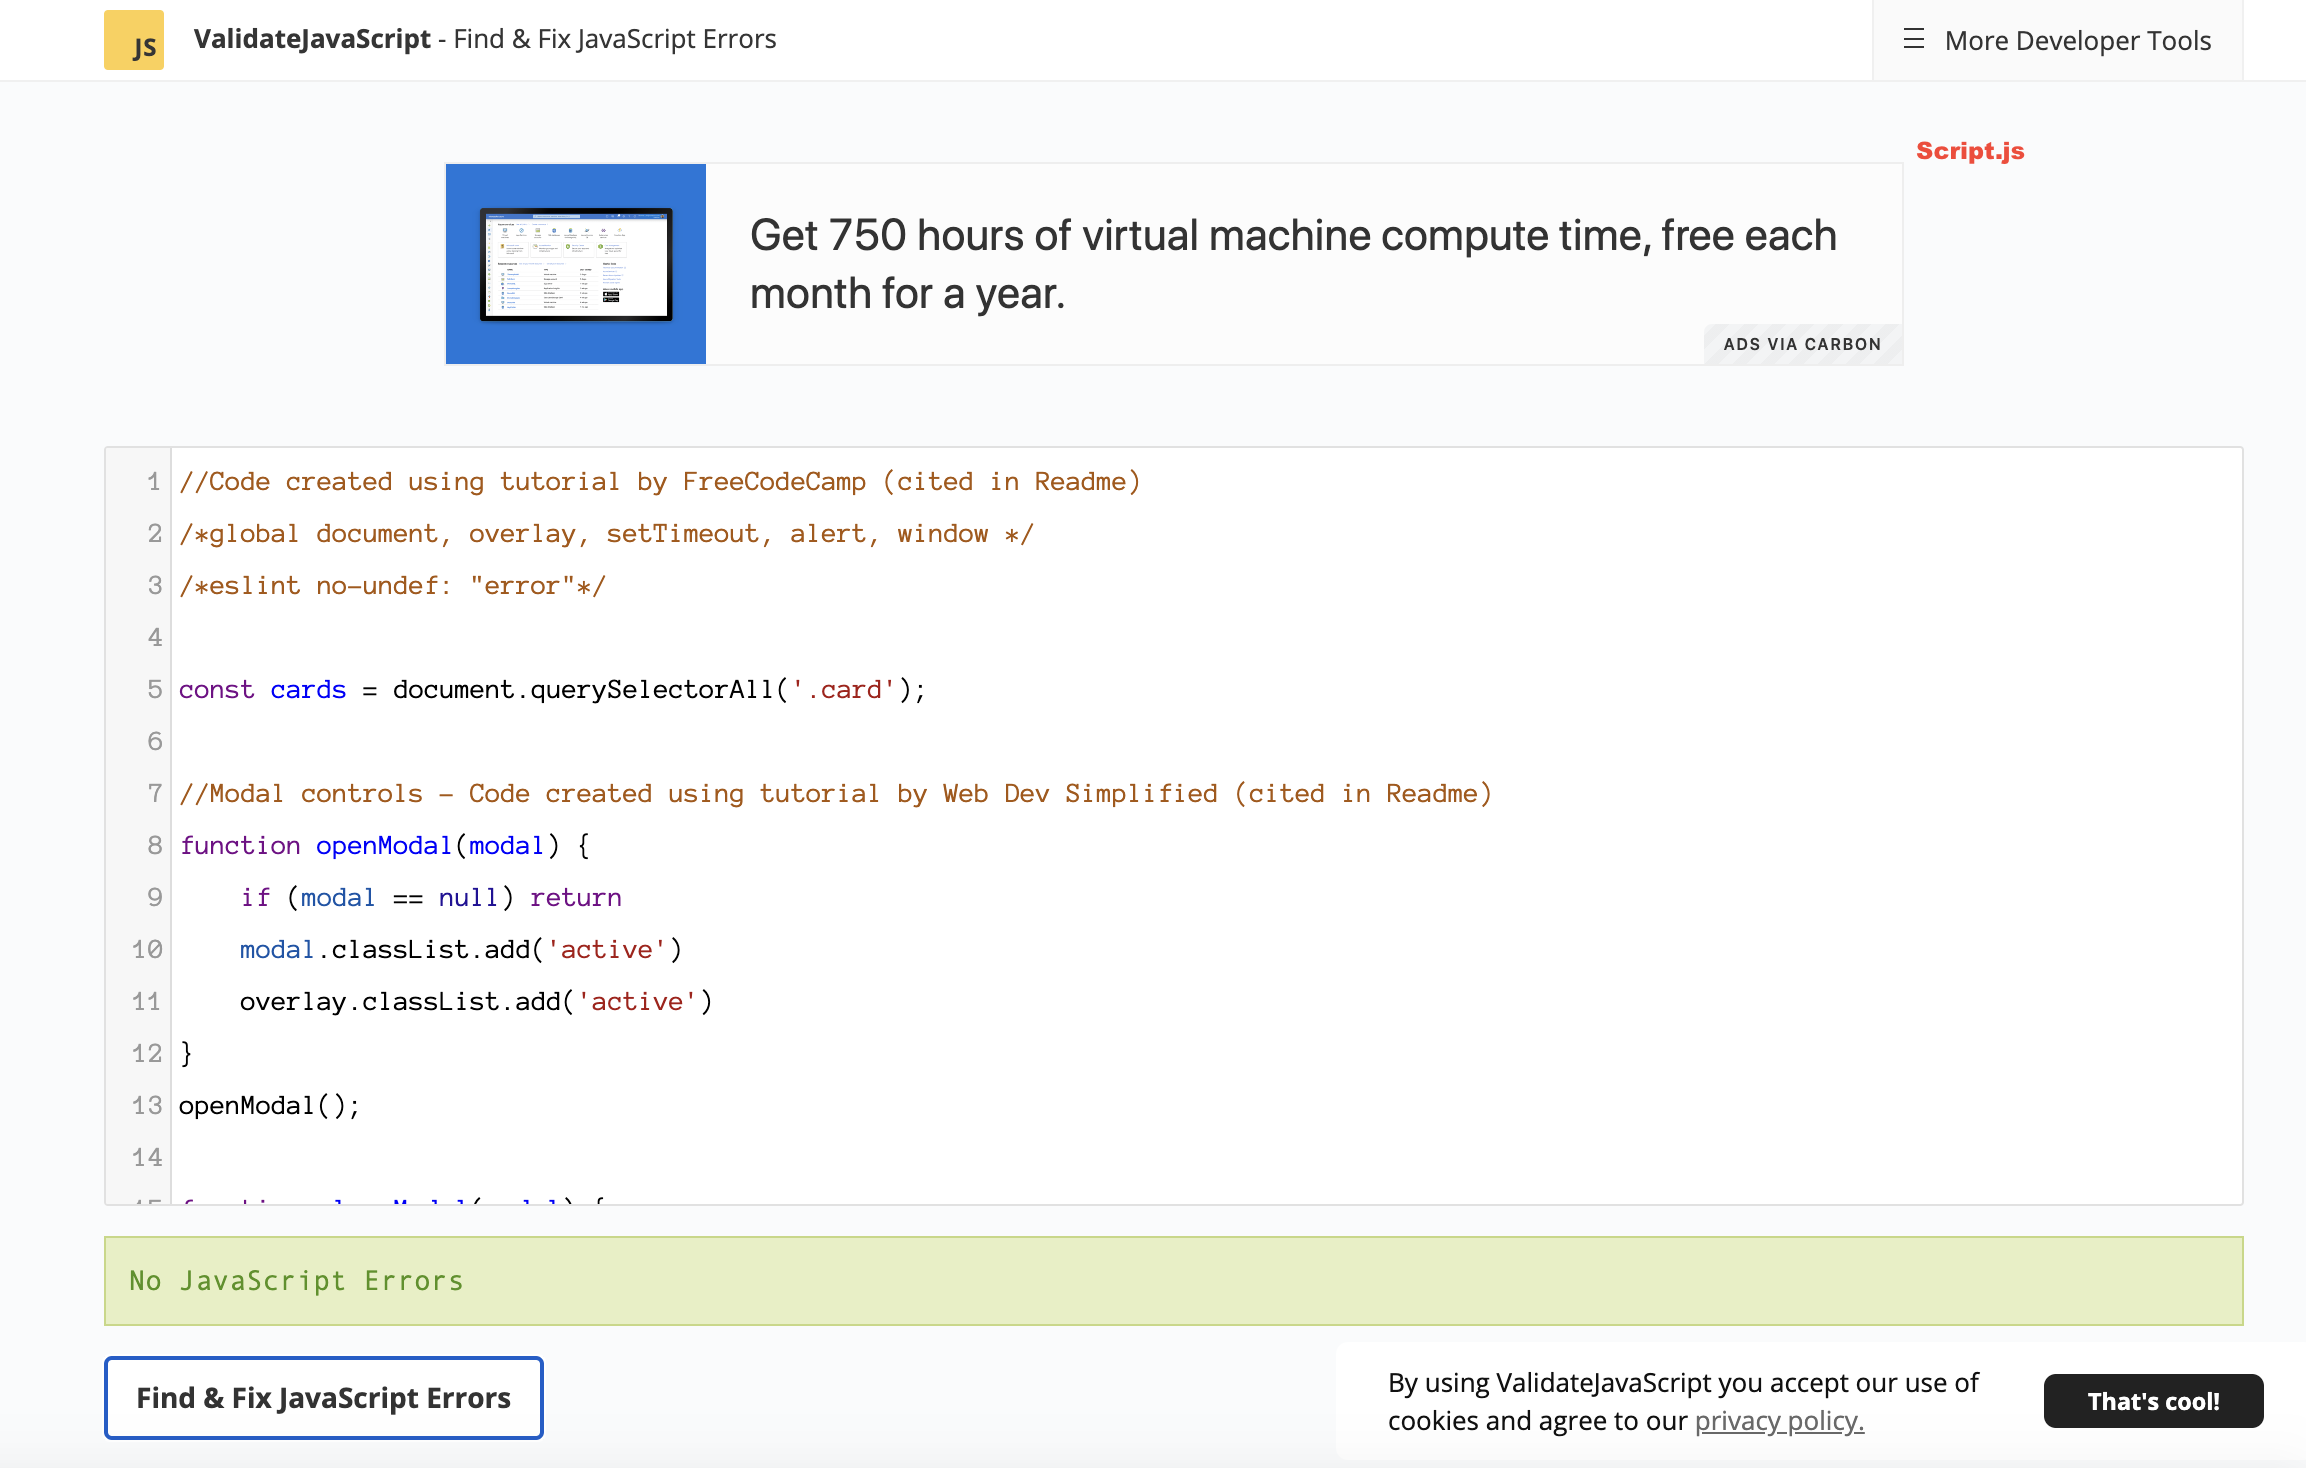 JS
ValidateJavaScript - Find & Fix JavaScript Errors
☰ More Developer Tools
Script.js
Get 750 hours of virtual machine compute time, free each
month for a year.
ADS VIA CARBON
1 //Code created using tutorial by FreeCodeCamp (cited in Readme)
2 /*global document, overlay, setTimeout, alert, window */
3 /*eslint no-undef: "error"*/
4
5 const cards = document.querySelectorAll('.card');
6
7 //Modal controls - Code created using tutorial by Web Dev Simplified (cited in Readme)
8 function openModal(modal) {
9     if (modal == null) return
10     modal.classList.add('active')
11     overlay.classList.add('active')
12 }
13 openModal();
14
No JavaScript Errors
Find & Fix JavaScript Errors
By using ValidateJavaScript you accept our use of
cookies and agree to our privacy policy.
That's cool!